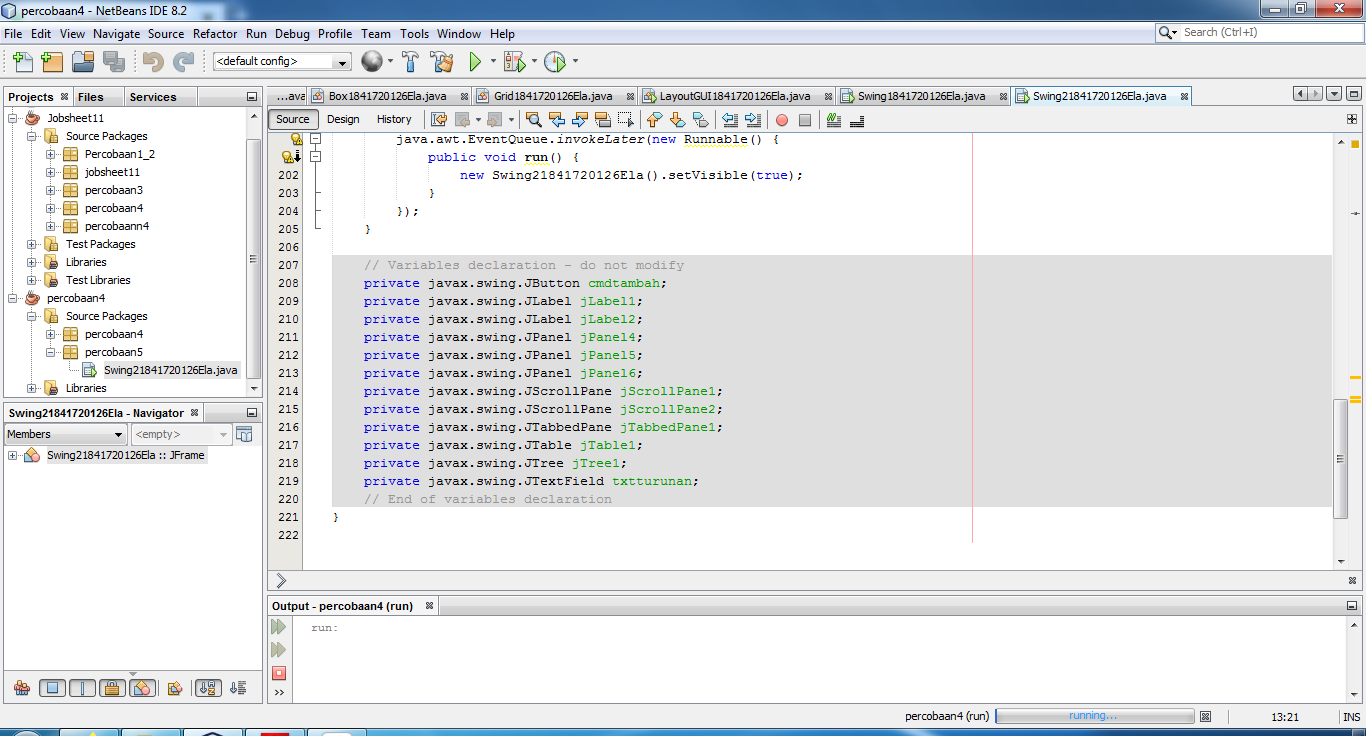 percobaan4 - NetBeans IDE 8.2
File Edit View Navigate Source Refactor Run Debug Profile Team Tools Window Help
Search (Ctrl+I)
<default config>
Projects Files Services
Jobsheet11
Source Packages
Percobaan1_2
jobsheet11
percobaan3
percobaan4
percobaann4
Test Packages
Libraries
Test Libraries
percobaan4
Source Packages
percobaan4
percobaan5
Swing21841720126Ela.java
Libraries
Swing21841720126Ela - Navigator
Members <empty>
Swing21841720126Ela :: JFrame
...ava Box1841720126Ela.java Grid1841720126Ela.java LayoutGUI1841720126Ela.java Swing1841720126Ela.java Swing21841720126Ela.java
Source Design History
java.awt.EventQueue.invokeLater(new Runnable() {
public void run() {
202 new Swing21841720126Ela().setVisible(true);
203 }
204 });
205 }
206
207 // Variables declaration - do not modify
208 private javax.swing.JButton cmdtambah;
209 private javax.swing.JLabel jLabel1;
210 private javax.swing.JLabel jLabel2;
211 private javax.swing.JPanel jPanel4;
212 private javax.swing.JPanel jPanel5;
213 private javax.swing.JPanel jPanel6;
214 private javax.swing.JScrollPane jScrollPane1;
215 private javax.swing.JScrollPane jScrollPane2;
216 private javax.swing.JTabbedPane jTabbedPane1;
217 private javax.swing.JTable jTable1;
218 private javax.swing.JTree jTree1;
219 private javax.swing.JTextField txtturunan;
220 // End of variables declaration
221 }
222
Output - percobaan4 (run)
run:
percobaan4 (run) running... 13:21 INS